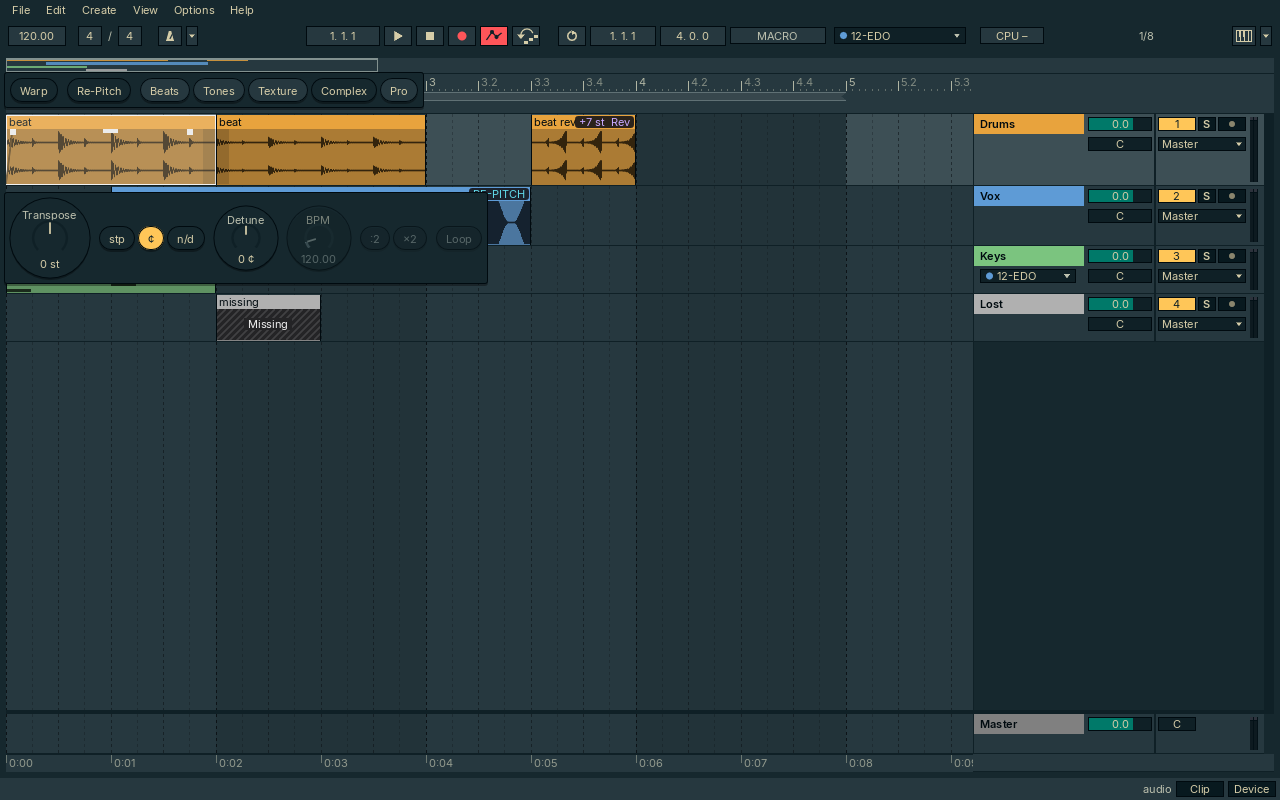 File Edit Create View Options Help
120.00 4 / 4 1. 1. 1 1. 1. 1 4. 0. 0 MACRO 12-EDO CPU – 1/8
3 3.2 3.3 3.4 4 4.2 4.3 4.4 5 5.2 5.3
Warp Re-Pitch Beats Tones Texture Complex Pro
beat beat beat rev +7 st Rev Drums 0.0 1 S
C Master
RE-PITCH Vox 0.0 2 S
C Master
Transpose Detune BPM
stp ¢ n/d :2 ×2 Loop
0 st 0 ¢ 120.00
Keys 0.0 3 S
12-EDO C Master
missing Lost 0.0 4 S
Missing C Master
Master 0.0 C
0:00 0:01 0:02 0:03 0:04 0:05 0:06 0:07 0:08
audio Clip Device